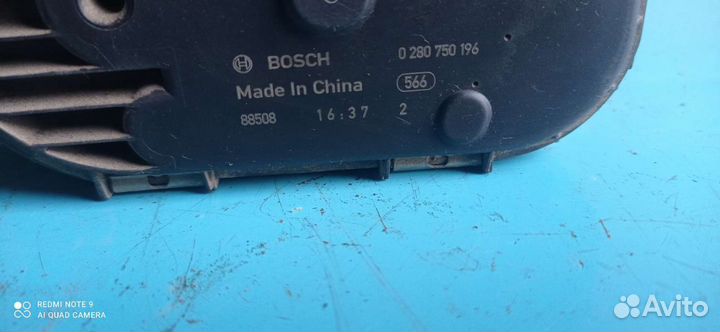 BOSCH 0 280 750 196
Made In China 566
88508 16:37 2
REDMI NOTE 9
AI QUAD CAMERA
Avito